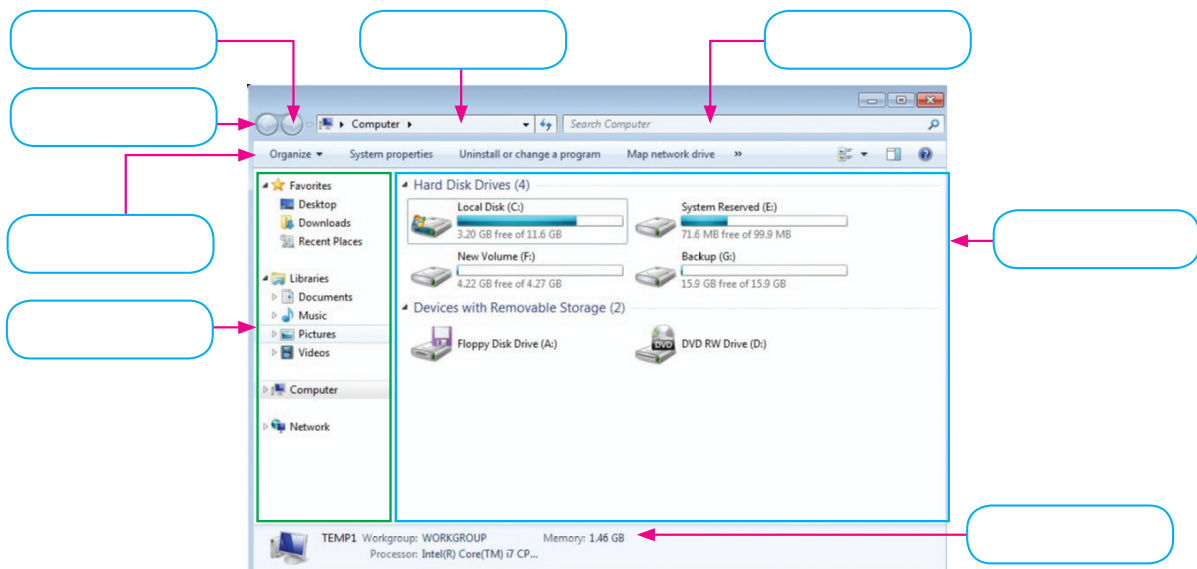 Computer
Search Computer
Organize
System properties
Uninstall or change a program
Map network drive
»
Favorites
Desktop
Downloads
Recent Places
Libraries
Documents
Music
Pictures
Videos
Computer
Network
Hard Disk Drives (4)
Local Disk (C:)
3.20 GB free of 11.6 GB
System Reserved (E:)
71.6 MB free of 99.9 MB
New Volume (F:)
4.22 GB free of 4.27 GB
Backup (G:)
15.9 GB free of 15.9 GB
Devices with Removable Storage (2)
Floppy Disk Drive (A:)
DVD
DVD RW Drive (D:)
TEMP1 Workgroup: WORKGROUP Memory: 1.46 GB
Processor: Intel(R) Core(TM) i7 CP...